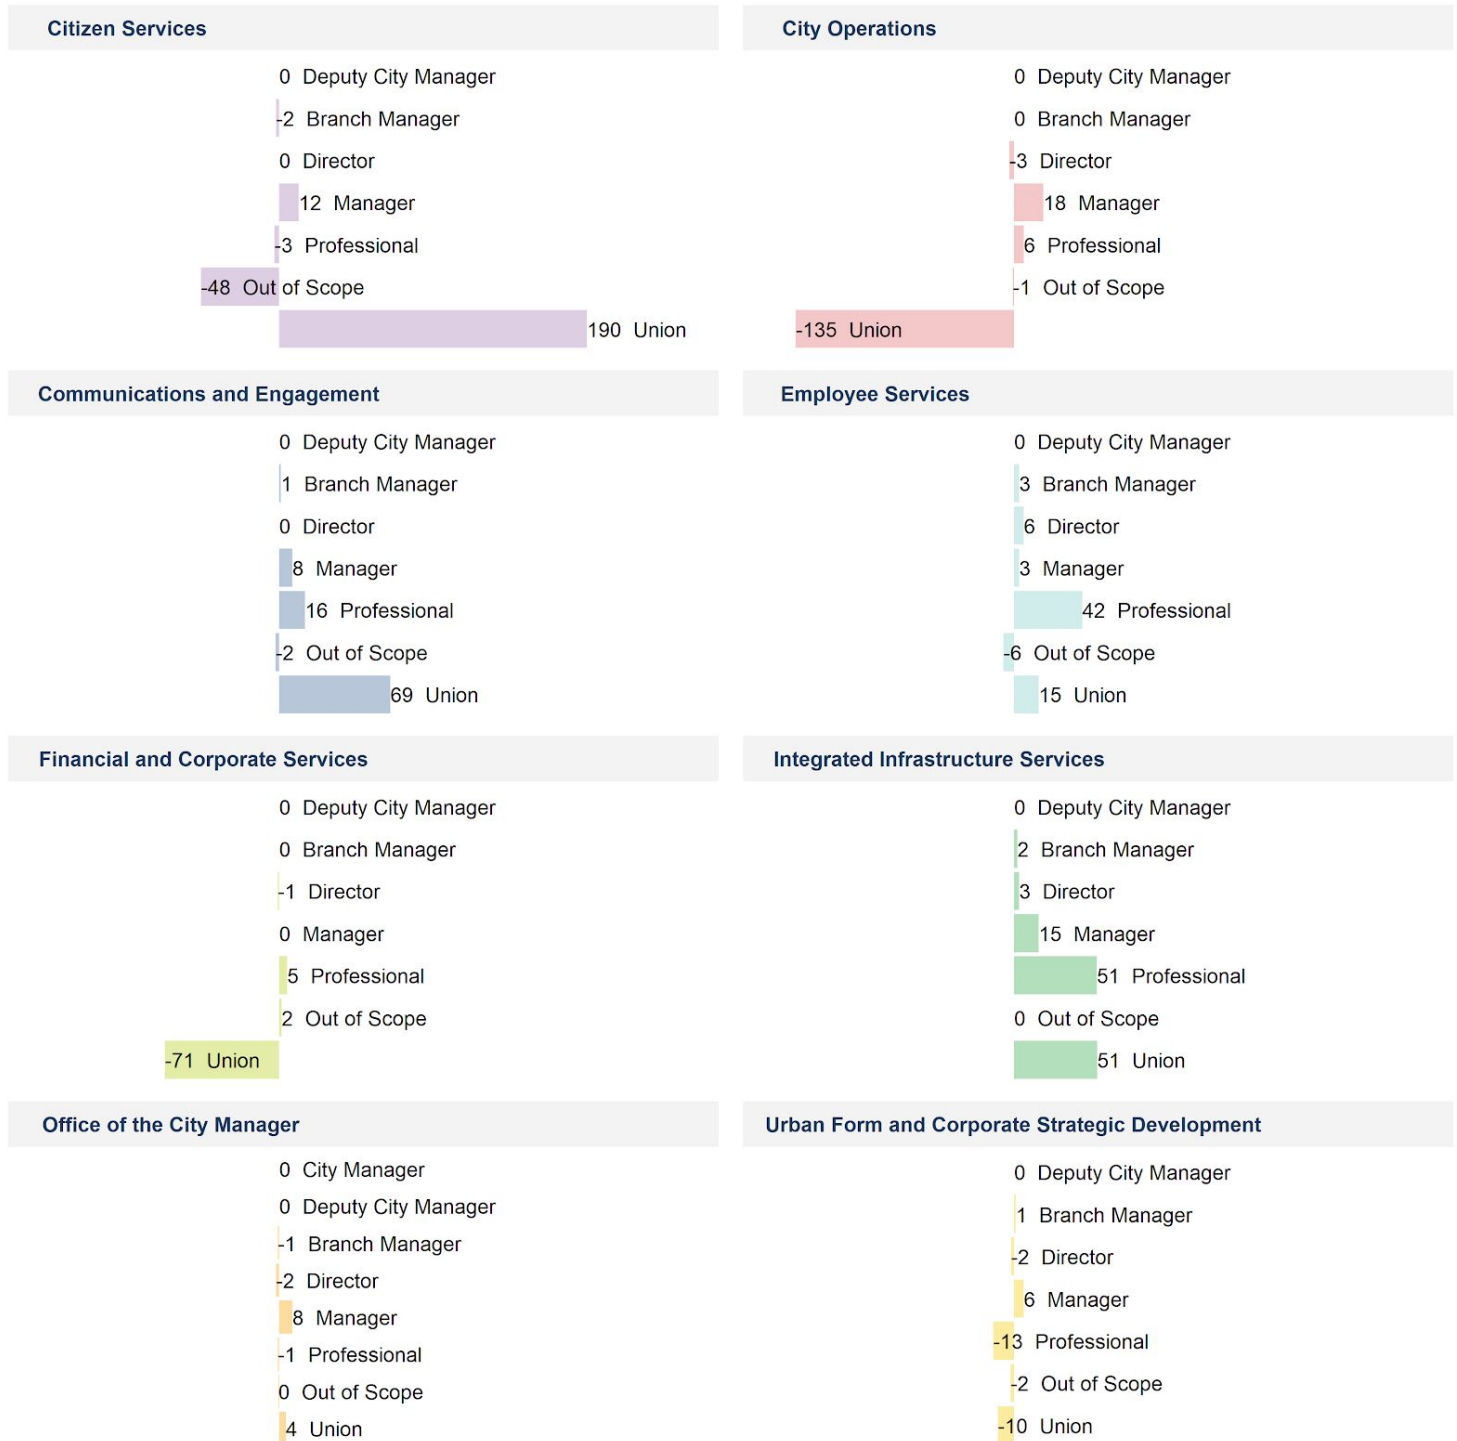 Citizen Services
0 Deputy City Manager
-2 Branch Manager
0 Director
12 Manager
-3 Professional
-48 Out of Scope
190 Union
City Operations
0 Deputy City Manager
0 Branch Manager
-3 Director
18 Manager
6 Professional
-1 Out of Scope
-135 Union
Communications and Engagement
0 Deputy City Manager
1 Branch Manager
0 Director
8 Manager
16 Professional
-2 Out of Scope
69 Union
Employee Services
0 Deputy City Manager
3 Branch Manager
6 Director
3 Manager
42 Professional
-6 Out of Scope
15 Union
Financial and Corporate Services
0 Deputy City Manager
0 Branch Manager
-1 Director
0 Manager
5 Professional
2 Out of Scope
-71 Union
Integrated Infrastructure Services
0 Deputy City Manager
2 Branch Manager
3 Director
15 Manager
51 Professional
0 Out of Scope
51 Union
Office of the City Manager
0 City Manager
0 Deputy City Manager
-1 Branch Manager
-2 Director
8 Manager
-1 Professional
0 Out of Scope
4 Union
Urban Form and Corporate Strategic Development
0 Deputy City Manager
1 Branch Manager
-2 Director
6 Manager
-13 Professional
-2 Out of Scope
-10 Union